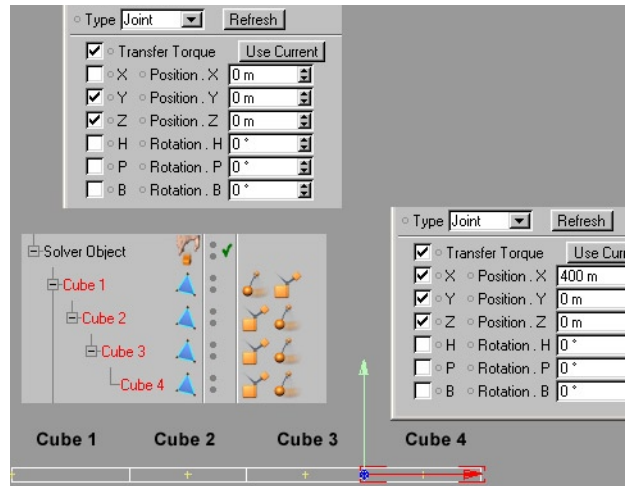 Type Joint Refresh
Transfer Torque Use Current
X Position . X 0 m
Y Position . Y 0 m
Z Position . Z 0 m
H Rotation . H 0 °
P Rotation . P 0 °
B Rotation . B 0 °
Solver Object
Cube 1
Cube 2
Cube 3
Cube 4
Type Joint Refresh
Transfer Torque Use Curr
X Position . X 400 m
Y Position . Y 0 m
Z Position . Z 0 m
H Rotation . H 0 °
P Rotation . P 0 °
B Rotation . B 0 °
Cube 1 Cube 2 Cube 3 Cube 4